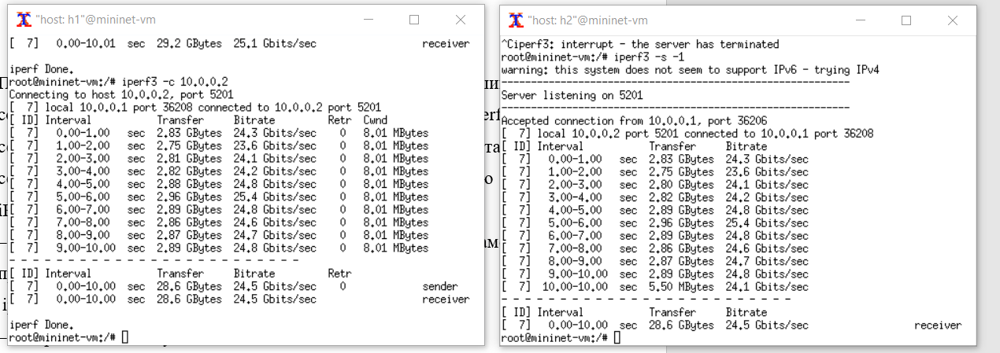 "host: h1"@mininet-vm
[  7]   0.00-10.01  sec  29.2 GBytes  25.1 Gbits/sec                  receiver
iperf Done.
root@mininet-vm:/# iperf3 -c 10.0.0.2
Connecting to host 10.0.0.2, port 5201
[  7] local 10.0.0.1 port 36208 connected to 10.0.0.2 port 5201
[ ID] Interval           Transfer     Bitrate         Retr  Cwnd
[  7]   0.00-1.00   sec  2.83 GBytes  24.3 Gbits/sec    0   8.01 MBytes
[  7]   1.00-2.00   sec  2.75 GBytes  23.6 Gbits/sec    0   8.01 MBytes
[  7]   2.00-3.00   sec  2.81 GBytes  24.1 Gbits/sec    0   8.01 MBytes
[  7]   3.00-4.00   sec  2.82 GBytes  24.2 Gbits/sec    0   8.01 MBytes
[  7]   4.00-5.00   sec  2.88 GBytes  24.8 Gbits/sec    0   8.01 MBytes
[  7]   5.00-6.00   sec  2.96 GBytes  25.4 Gbits/sec    0   8.01 MBytes
[  7]   6.00-7.00   sec  2.89 GBytes  24.8 Gbits/sec    0   8.01 MBytes
[  7]   7.00-8.00   sec  2.86 GBytes  24.6 Gbits/sec    0   8.01 MBytes
[  7]   8.00-9.00   sec  2.87 GBytes  24.7 Gbits/sec    0   8.01 MBytes
[  7]   9.00-10.00  sec  2.89 GBytes  24.8 Gbits/sec    0   8.01 MBytes
- - - - - - - - - - - - - - - - - - - - - - - - -
[ ID] Interval           Transfer     Bitrate         Retr
[  7]   0.00-10.00  sec  28.6 GBytes  24.5 Gbits/sec    0             sender
[  7]   0.00-10.00  sec  28.6 GBytes  24.5 Gbits/sec                  receiver
iperf Done.
root@mininet-vm:/#
"host: h2"@mininet-vm
^Ciperf3: interrupt - the server has terminated
root@mininet-vm:/# iperf3 -s -1
warning: this system does not seem to support IPv6 - trying IPv4
-----------------------------------------------------------
Server listening on 5201
-----------------------------------------------------------
Accepted connection from 10.0.0.1, port 36206
[  7] local 10.0.0.2 port 5201 connected to 10.0.0.1 port 36208
[ ID] Interval           Transfer     Bitrate
[  7]   0.00-1.00   sec  2.83 GBytes  24.3 Gbits/sec
[  7]   1.00-2.00   sec  2.75 GBytes  23.6 Gbits/sec
[  7]   2.00-3.00   sec  2.80 GBytes  24.1 Gbits/sec
[  7]   3.00-4.00   sec  2.82 GBytes  24.2 Gbits/sec
[  7]   4.00-5.00   sec  2.89 GBytes  24.8 Gbits/sec
[  7]   5.00-6.00   sec  2.96 GBytes  25.4 Gbits/sec
[  7]   6.00-7.00   sec  2.89 GBytes  24.8 Gbits/sec
[  7]   7.00-8.00   sec  2.86 GBytes  24.6 Gbits/sec
[  7]   8.00-9.00   sec  2.87 GBytes  24.7 Gbits/sec
[  7]   9.00-10.00  sec  2.89 GBytes  24.8 Gbits/sec
[  7]  10.00-10.00  sec  5.50 MBytes  24.1 Gbits/sec
- - - - - - - - - - - - - - - - - - - - - - - - -
[ ID] Interval           Transfer     Bitrate
[  7]   0.00-10.00  sec  28.6 GBytes  24.5 Gbits/sec                  receiver
root@mininet-vm:/#